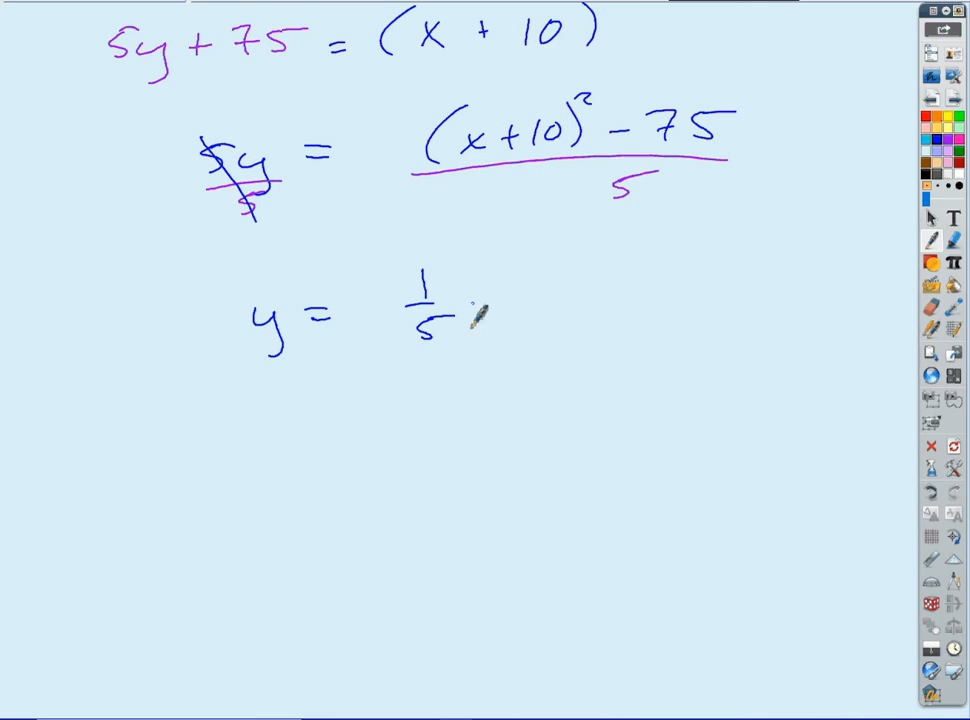 5y + 75 = (x + 10)
5y/5 = ((x + 10)² - 75)/5
y = 1/5
T
π